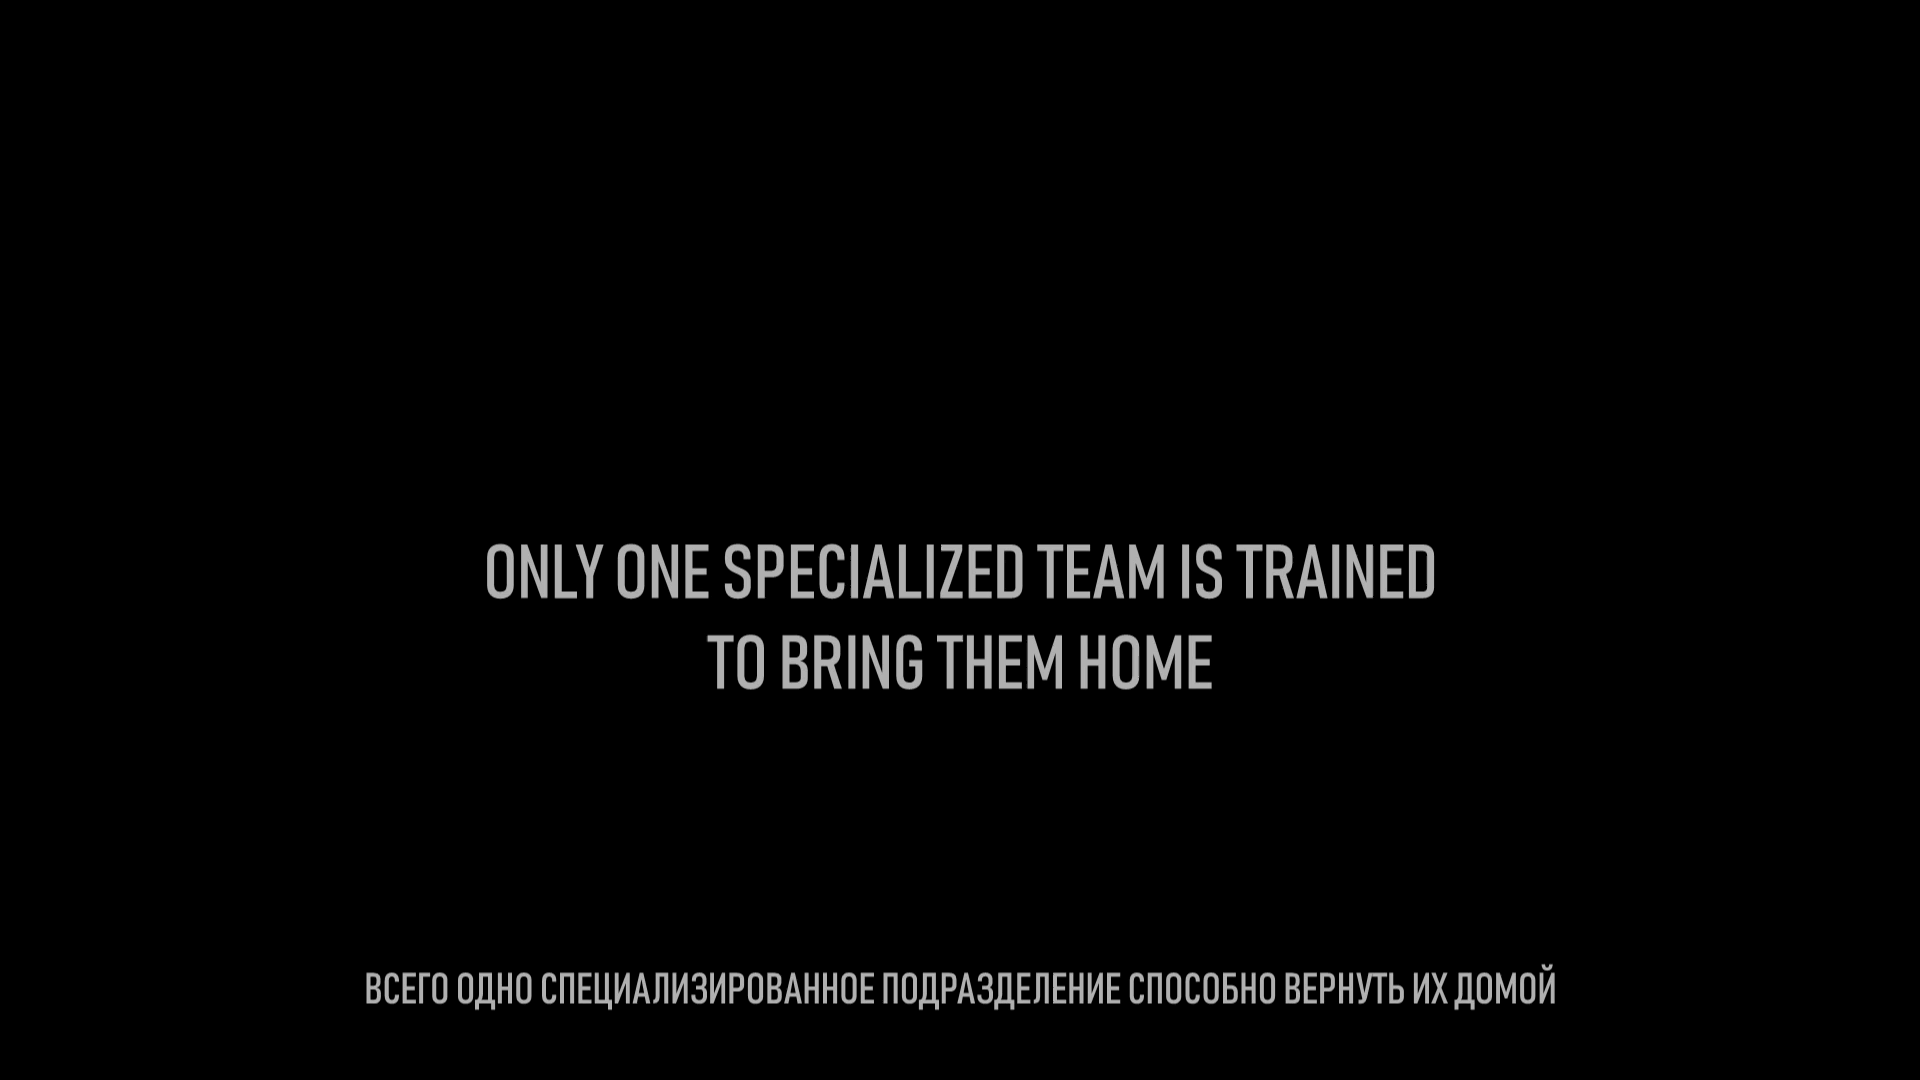 ONLY ONE SPECIALIZED TEAM IS TRAINED
TO BRING THEM HOME
ВСЕГО ОДНО СПЕЦИАЛИЗИРОВАННОЕ ПОДРАЗДЕЛЕНИЕ СПОСОБНО ВЕРНУТЬ ИХ ДОМОЙ